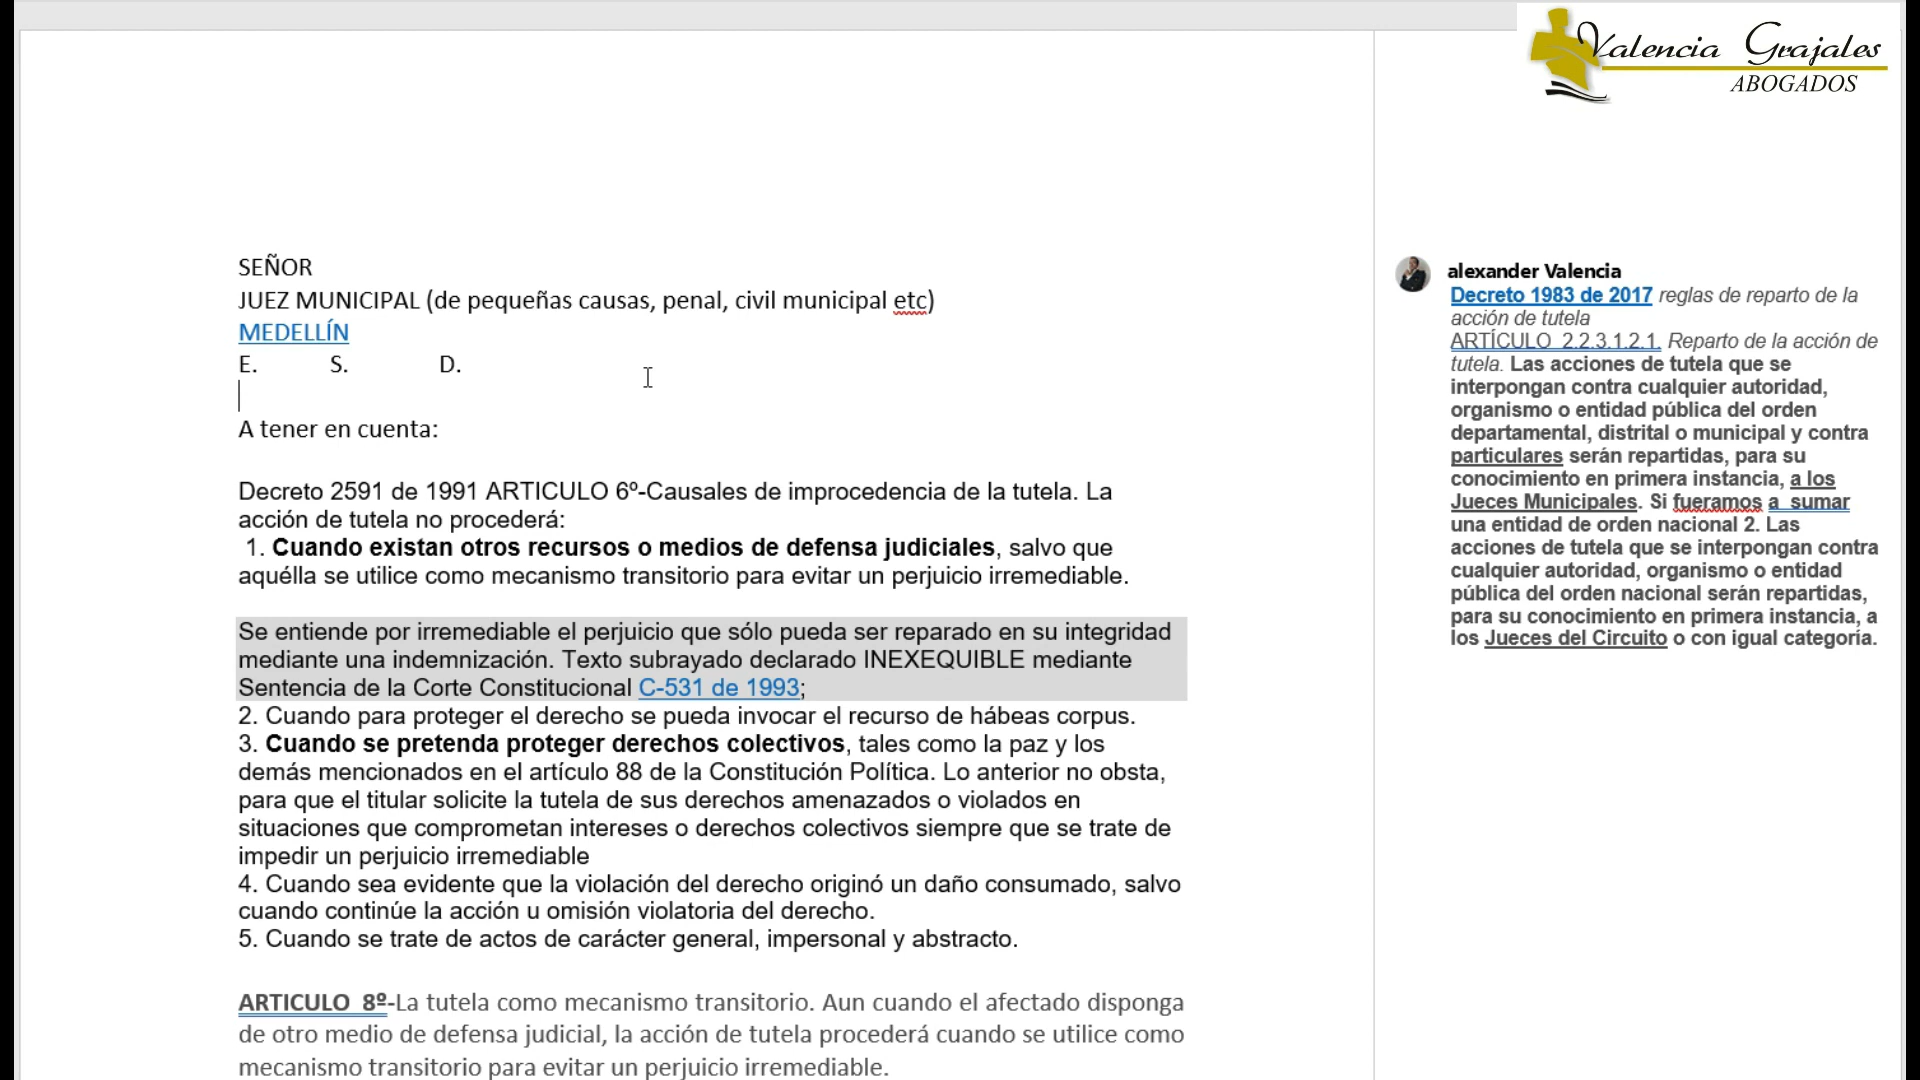 Valencia Grajales
ABOGADOS
SEÑOR
JUEZ MUNICIPAL (de pequeñas causas, penal, civil municipal etc)
MEDELLÍN
E. S. D.
A tener en cuenta:
Decreto 2591 de 1991 ARTICULO 6º-Causales de improcedencia de la tutela. La
acción de tutela no procederá:
1. Cuando existan otros recursos o medios de defensa judiciales, salvo que
aquélla se utilice como mecanismo transitorio para evitar un perjuicio irremediable.
Se entiende por irremediable el perjuicio que sólo pueda ser reparado en su integridad
mediante una indemnización. Texto subrayado declarado INEXEQUIBLE mediante
Sentencia de la Corte Constitucional C-531 de 1993;
2. Cuando para proteger el derecho se pueda invocar el recurso de hábeas corpus.
3. Cuando se pretenda proteger derechos colectivos, tales como la paz y los
demás mencionados en el artículo 88 de la Constitución Política. Lo anterior no obsta,
para que el titular solicite la tutela de sus derechos amenazados o violados en
situaciones que comprometan intereses o derechos colectivos siempre que se trate de
impedir un perjuicio irremediable
4. Cuando sea evidente que la violación del derecho originó un daño consumado, salvo
cuando continúe la acción u omisión violatoria del derecho.
5. Cuando se trate de actos de carácter general, impersonal y abstracto.
ARTICULO 8º-La tutela como mecanismo transitorio. Aun cuando el afectado disponga
de otro medio de defensa judicial, la acción de tutela procederá cuando se utilice como
mecanismo transitorio para evitar un perjuicio irremediable.
alexander Valencia
Decreto 1983 de 2017 reglas de reparto de la
acción de tutela
ARTÍCULO 2.2.3.1.2.1. Reparto de la acción de
tutela. Las acciones de tutela que se
interpongan contra cualquier autoridad,
organismo o entidad pública del orden
departamental, distrital o municipal y contra
particulares serán repartidas, para su
conocimiento en primera instancia, a los
Jueces Municipales. Si fueramos a sumar
una entidad de orden nacional 2. Las
acciones de tutela que se interpongan contra
cualquier autoridad, organismo o entidad
pública del orden nacional serán repartidas,
para su conocimiento en primera instancia, a
los Jueces del Circuito o con igual categoría.